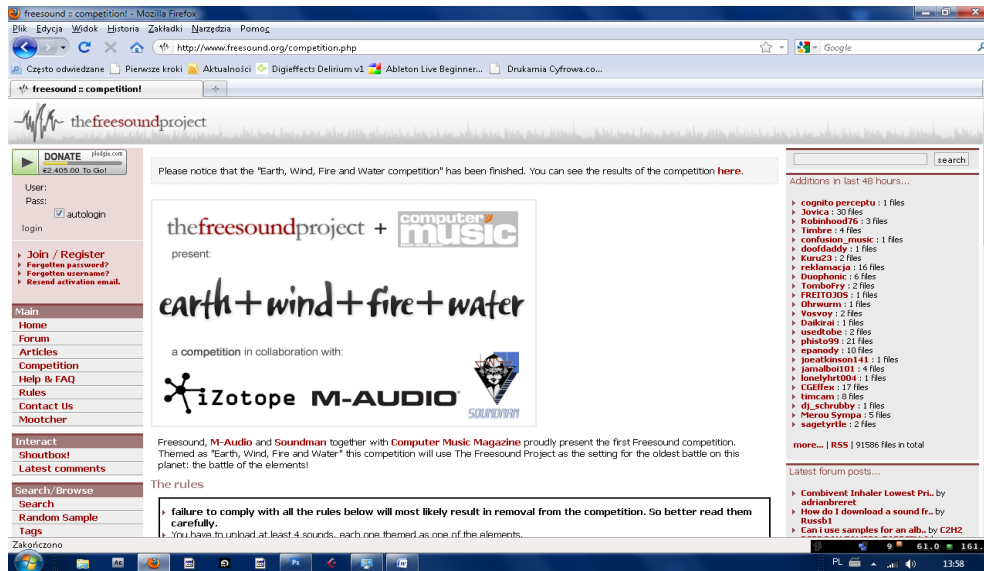 freesound :: competition! - Mozilla Firefox
Plik Edycja Widok Historia Zakładki Narzędzia Pomoc
http://www.freesound.org/competition.php
Google
Często odwiedzane Pierwsze kroki Aktualności Digieffects Delirium v1 Ableton Live Beginner... Drukarnia Cyfrowa.co...
freesound :: competition!
thefreesoundproject
DONATE pledgie.com
€2.405.00 To Go!
User:
Pass:
autologin
login
Join / Register
Forgotten password?
Forgotten username?
Resend activation email.
Main
Home
Forum
Articles
Competition
Help & FAQ
Rules
Contact Us
Mootcher
Interact
Shoutbox!
Latest comments
Search/Browse
Search
Random Sample
Tags
Please notice that the "Earth, Wind, Fire and Water competition" has been finished. You can see the results of the competition here.
thefreesoundproject + computer music
present:
earth+wind+fire+water
a competition in collaboration with:
iZotope M-AUDIO SOUNDMAN
Freesound, M-Audio and Soundman together with Computer Music Magazine proudly present the first Freesound competition.
Themed as "Earth, Wind, Fire and Water" this competition will use The Freesound Project as the setting for the oldest battle on this
planet: the battle of the elements!
The rules
failure to comply with all the rules below will most likely result in removal from the competition. So better read them
carefully.
You have to upload at least 4 sounds, each one themed as one of the elements.
search
Additions in last 48 hours...
cognito perceptu : 1 files
Jovica : 30 files
Robinhood76 : 3 files
Timbre : 4 files
confusion_music : 1 files
doofdaddy : 1 files
Kuru23 : 2 files
reklamacja : 16 files
Duophonic : 6 files
TomboFry : 2 files
FREITOJOS : 1 files
Ohrwurm : 1 files
Vosvoy : 2 files
Daikirai : 1 files
usedtobe : 2 files
phisto99 : 21 files
epanody : 10 files
joeatkinson141 : 1 files
jamalboi101 : 4 files
lonelyhrt004 : 1 files
CGEffex : 17 files
timcam : 8 files
dj_schrubby : 1 files
Merou Sympa : 5 files
sagetyrtle : 2 files
more... | RSS | 91586 files in total
Latest forum posts...
Combivent Inhaler Lowest Pri.. by
adrianbreret
How do I download a sound fr.. by
Russb1
Can i use samples for an alb.. by C2H2
Zakończono
9 61.0 161.
Ae Ps
PL 13:58